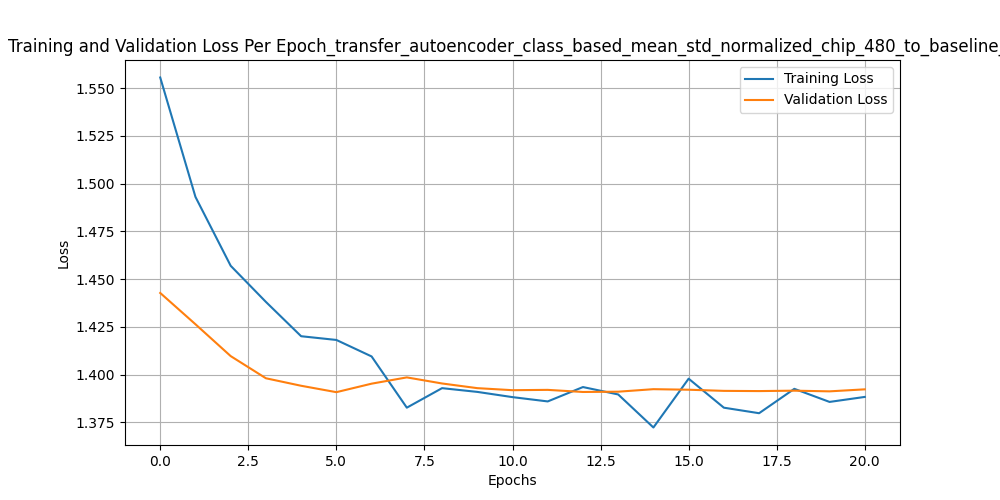 Training and Validation Loss Per Epoch_transfer_autoencoder_class_based_mean_std_normalized_chip_480_to_baseline_
Training Loss
Validation Loss
1.550
1.525
1.500
1.475
1.450
1.425
1.400
1.375
Loss
0.0 2.5 5.0 7.5 10.0 12.5 15.0 17.5 20.0
Epochs